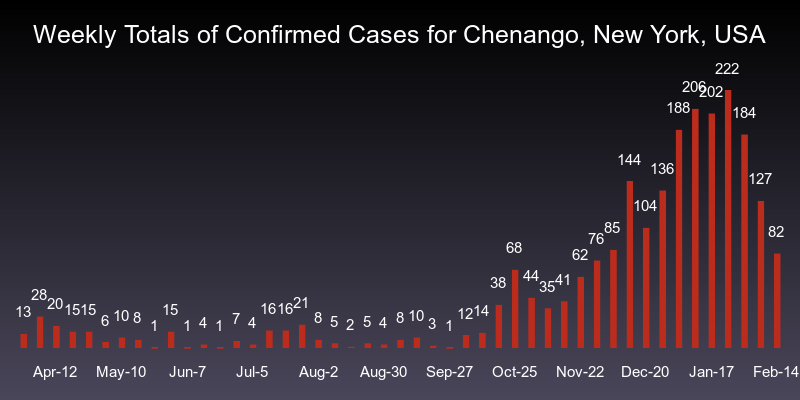 Weekly Totals of Confirmed Cases for Chenango, New York, USA
13 28 20 15 15 6 10 8 1 15 1 4 1 7 4 16 16 21 8 5 2 5 4 8 10 3 1 12 14 38 68 44 35 41 62 76 85 144 104 136 188 206 202 222 184 127 82
Apr-12 May-10 Jun-7 Jul-5 Aug-2 Aug-30 Sep-27 Oct-25 Nov-22 Dec-20 Jan-17 Feb-14